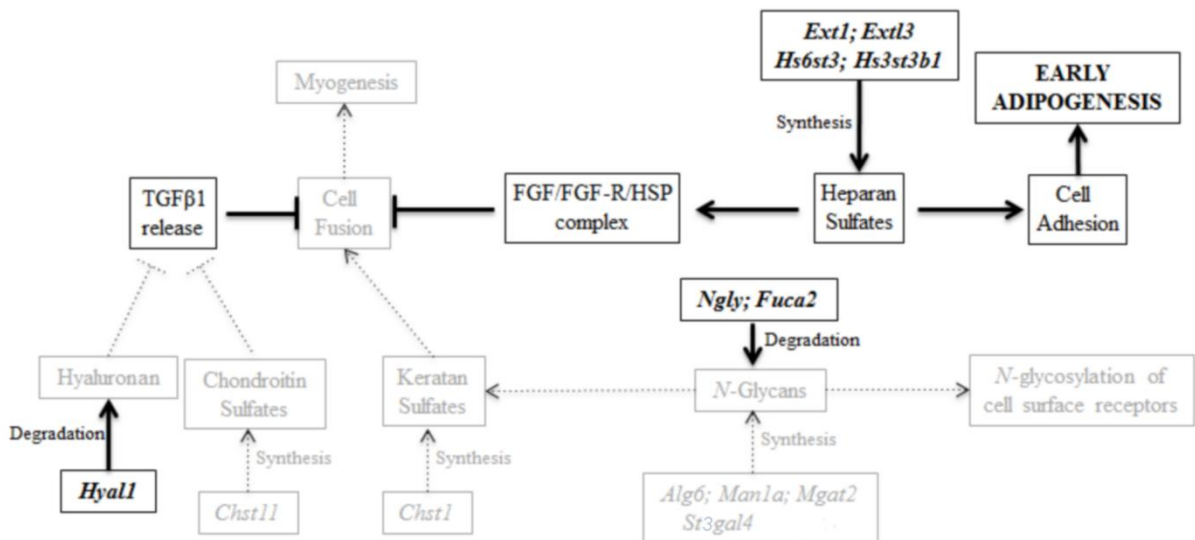 Ext1; Extl3
Hs6st3; Hs3st3b1
EARLY
ADIPOGENESIS
Myogenesis
Synthesis
TGFβ1
release
Cell
Fusion
FGF/FGF-R/HSP
complex
Heparan
Sulfates
Cell
Adhesion
Ngly; Fuca2
Degradation
Hyaluronan
Chondroitin
Sulfates
Keratan
Sulfates
N-Glycans
N-glycosylation of
cell surface receptors
Degradation
Synthesis
Synthesis
Synthesis
Hyal1
Chst11
Chst1
Alg6; Man1a; Mgat2
St3gal4